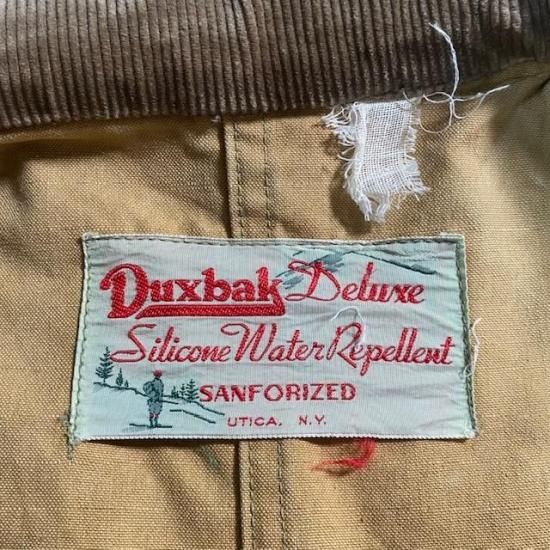 Duxbak Deluxe
Silicone Water Repellent
SANFORIZED
UTICA, N.Y.